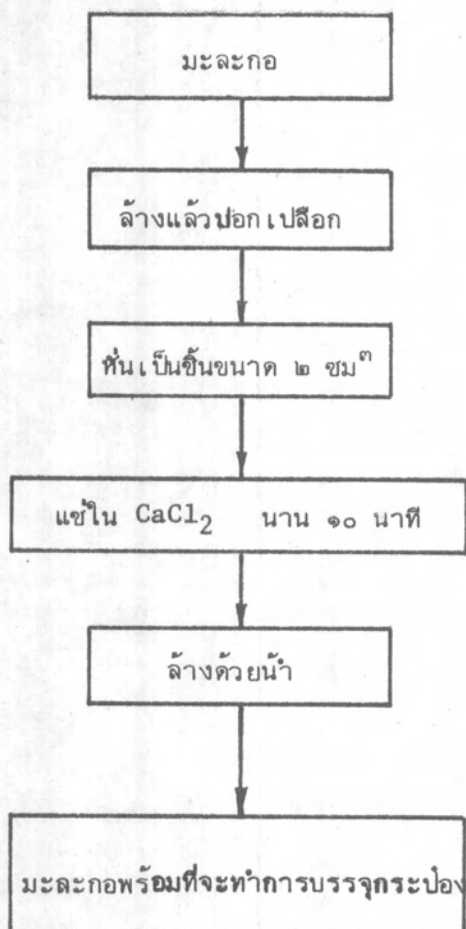 มะละกอ
ล้างแล้วปอกเปลือก
หั่นเป็นชิ้นขนาด ๒ ซม³
แช่ใน CaCl₂ นาน ๑๐ นาที
ล้างด้วยน้ำ
มะละกอพร้อมที่จะทำการบรรจุกระป๋อง